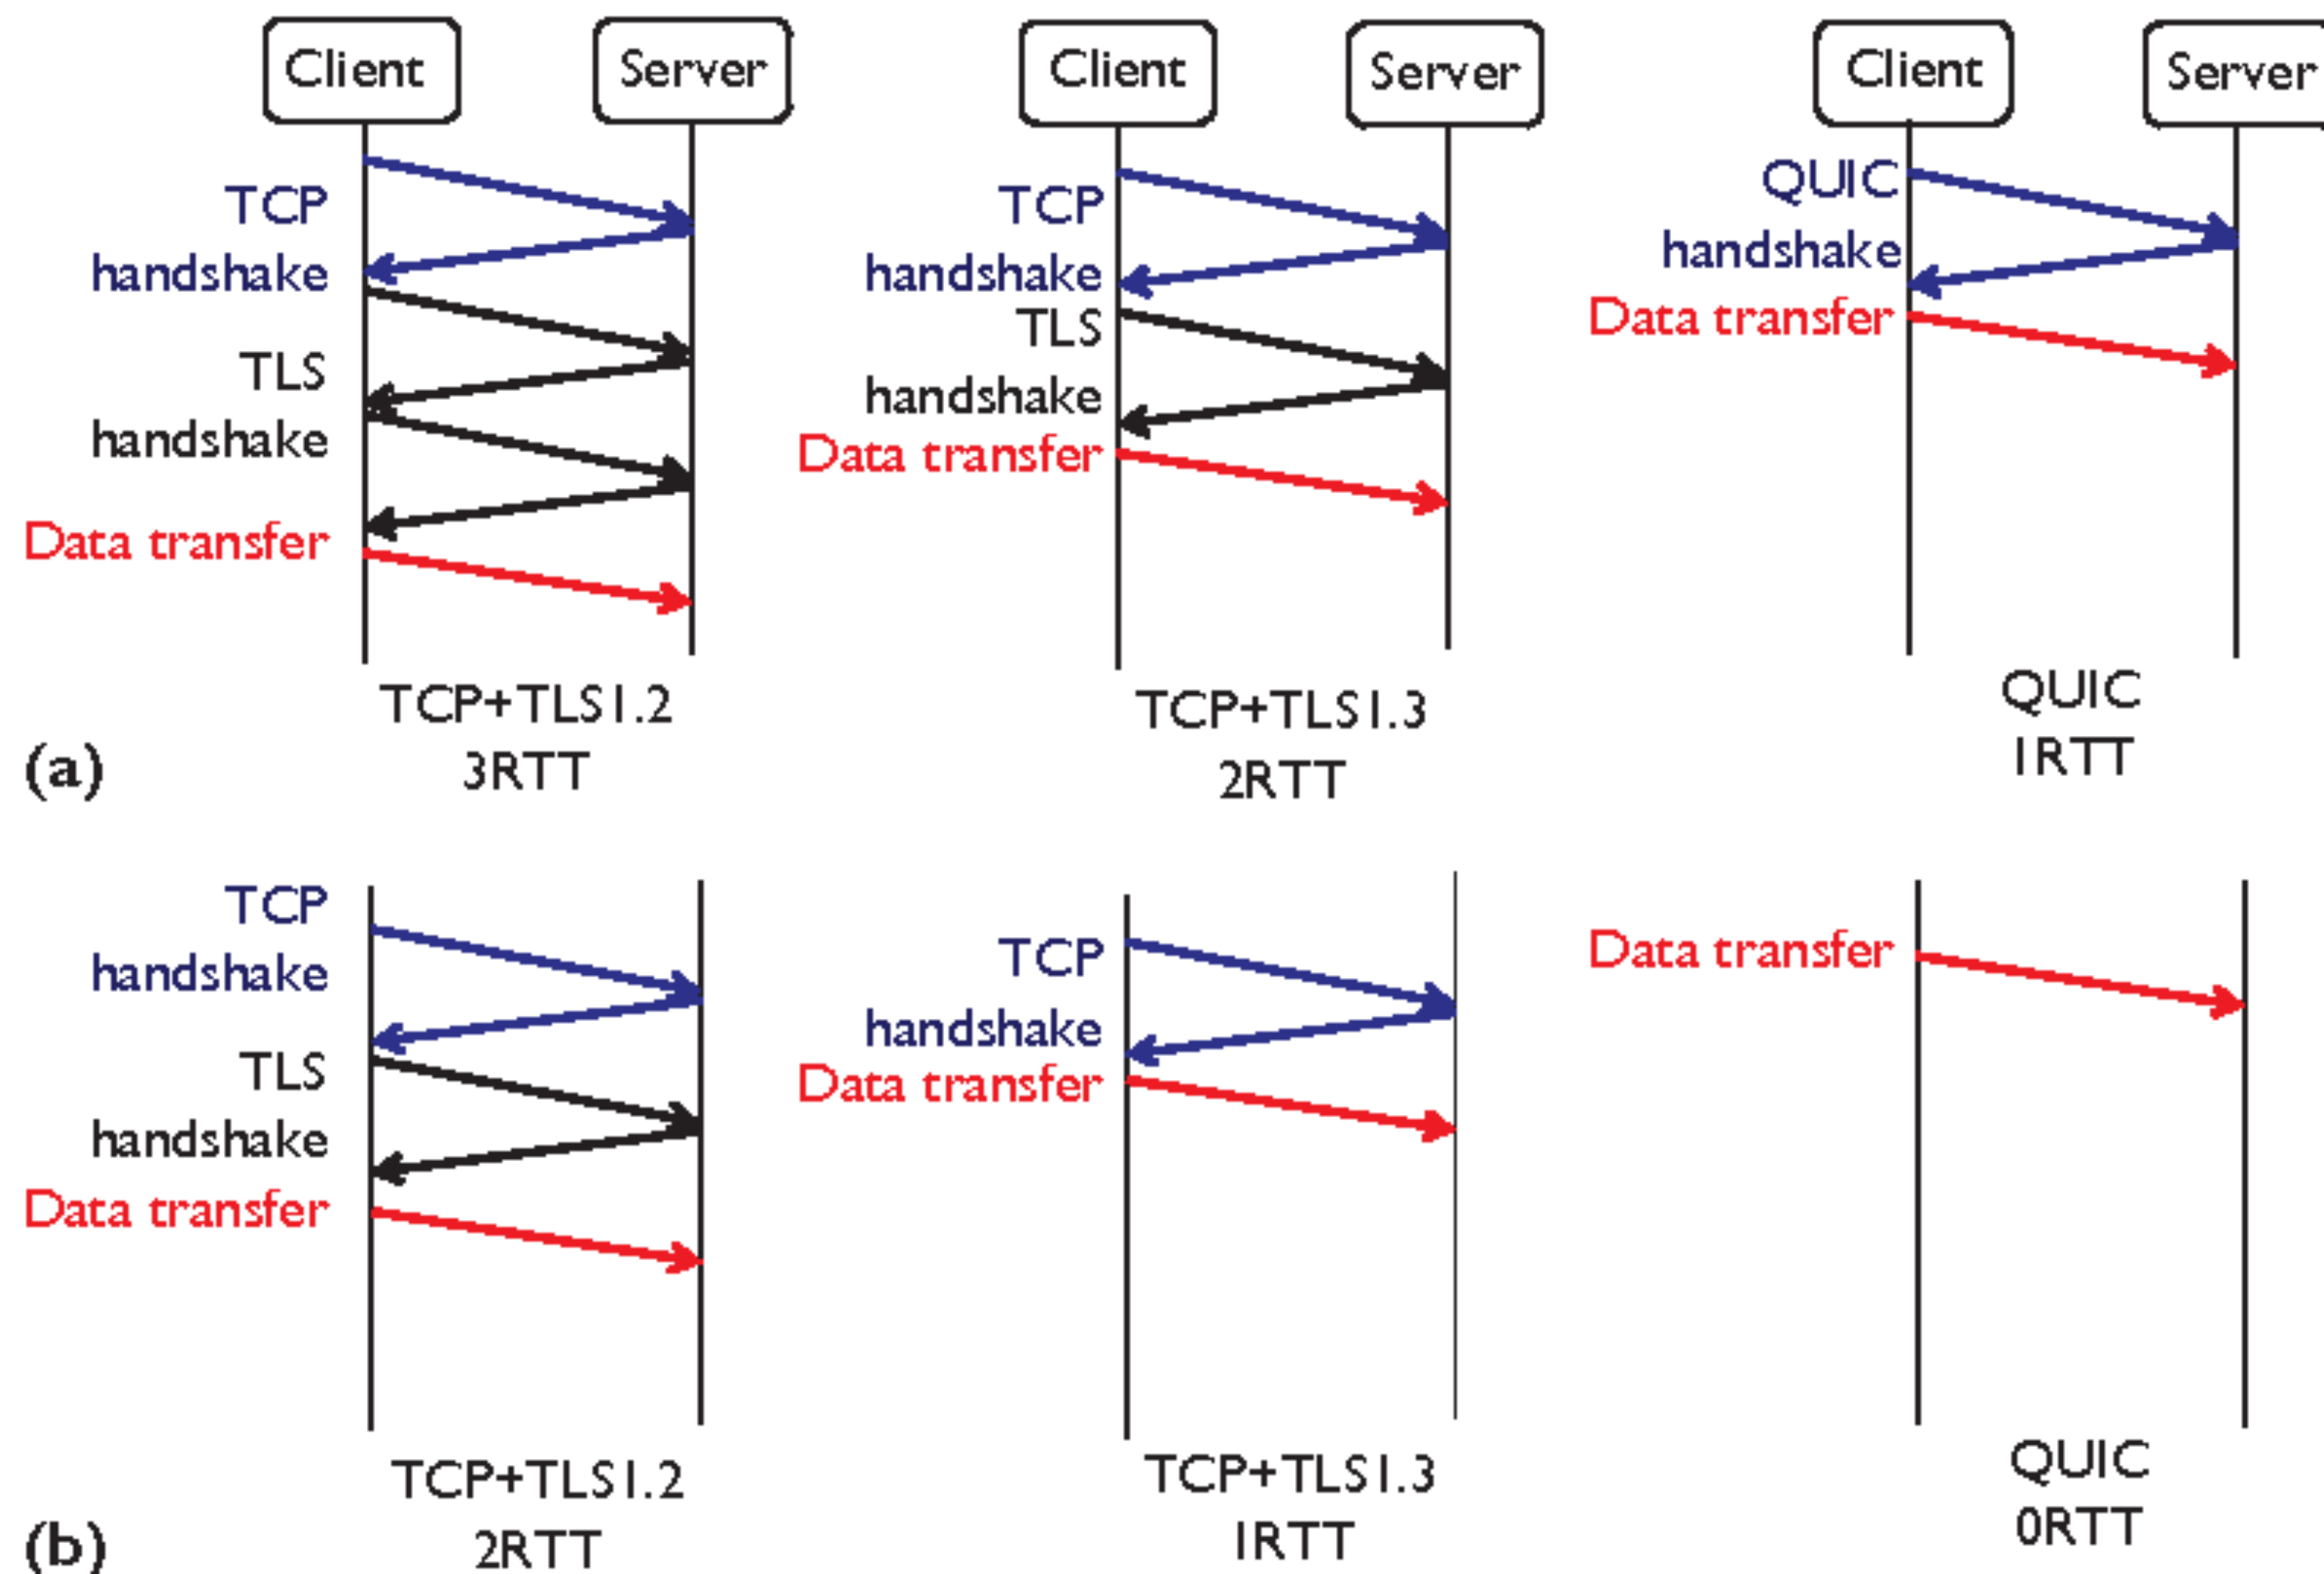 Client
Server
TCP
handshake
TLS
handshake
Data transfer
TCP+TLS1.2
3RTT
Client
Server
TCP
handshake
TLS
handshake
Data transfer
TCP+TLS1.3
2RTT
Client
Server
QUIC
handshake
Data transfer
QUIC
1RTT
(a)
TCP
handshake
TLS
handshake
Data transfer
TCP+TLS1.2
2RTT
TCP
handshake
Data transfer
TCP+TLS1.3
1RTT
Data transfer
QUIC
0RTT
(b)